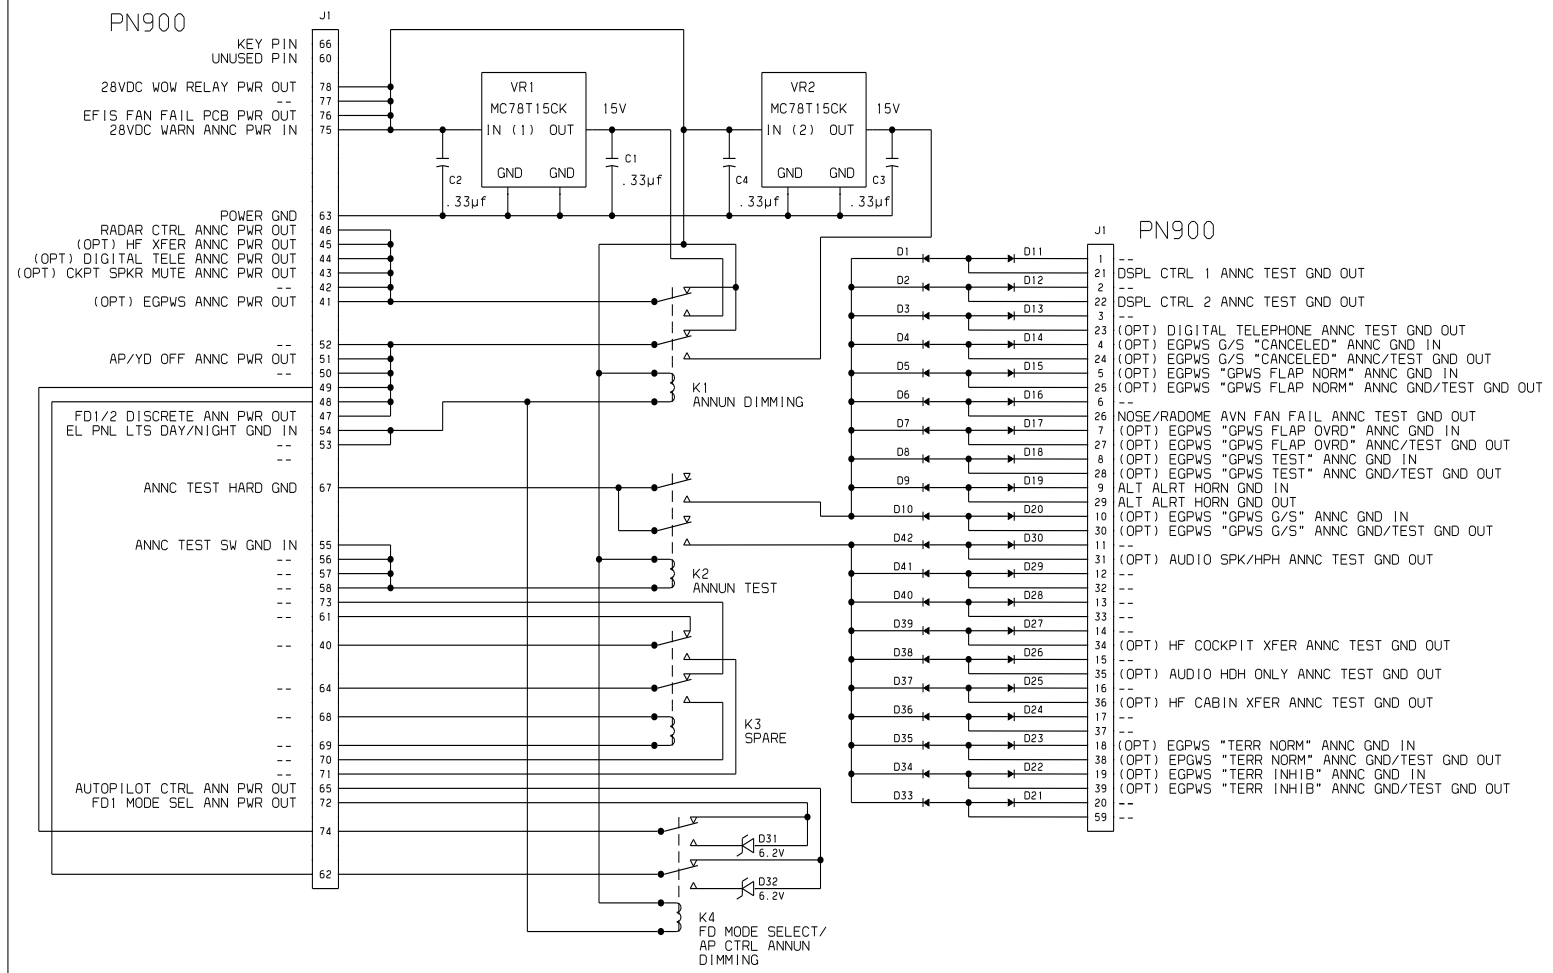 PN900
J1
KEY PIN 66
UNUSED PIN 60
28VDC WOW RELAY PWR OUT 78
-- 77
EFIS FAN FAIL PCB PWR OUT 76
28VDC WARN ANNC PWR IN 75
POWER GND 63
RADAR CTRL ANNC PWR OUT 46
(OPT) HF XFER ANNC PWR OUT 45
(OPT) DIGITAL TELE ANNC PWR OUT 44
(OPT) CKPT SPKR MUTE ANNC PWR OUT 43
-- 42
(OPT) EGPWS ANNC PWR OUT 41
-- 52
AP/YD OFF ANNC PWR OUT 51
-- 50
49
48
FD1/2 DISCRETE ANN PWR OUT 47
EL PNL LTS DAY/NIGHT GND IN 54
-- 53
--
ANNC TEST HARD GND 67
ANNC TEST SW GND IN 55
-- 56
-- 57
-- 58
-- 73
-- 61
-- 40
-- 64
-- 68
-- 69
-- 70
-- 71
AUTOPILOT CTRL ANN PWR OUT 65
FD1 MODE SEL ANN PWR OUT 72
74
62
VR1
MC78T15CK
IN (1) OUT
GND GND
15V
C2
.33µf
C1
.33µf
VR2
MC78T15CK
IN (2) OUT
GND GND
15V
C4
.33µf
C3
.33µf
K1
ANNUN DIMMING
K2
ANNUN TEST
K3
SPARE
D31
6.2V
D32
6.2V
K4
FD MODE SELECT/
AP CTRL ANNUN
DIMMING
PN900
J1
D1 D11 1 --
21 DSPL CTRL 1 ANNC TEST GND OUT
D2 D12 2 --
22 DSPL CTRL 2 ANNC TEST GND OUT
D3 D13 3 --
23 (OPT) DIGITAL TELEPHONE ANNC TEST GND OUT
D4 D14 4 (OPT) EGPWS G/S "CANCELED" ANNC GND IN
24 (OPT) EGPWS G/S "CANCELED" ANNC/TEST GND OUT
D5 D15 5 (OPT) EGPWS "GPWS FLAP NORM" ANNC GND IN
25 (OPT) EGPWS "GPWS FLAP NORM" ANNC GND/TEST GND OUT
D6 D16 6 --
26 NOSE/RADOME AVN FAN FAIL ANNC TEST GND OUT
D7 D17 7 (OPT) EGPWS "GPWS FLAP OVRD" ANNC GND IN
27 (OPT) EGPWS "GPWS FLAP OVRD" ANNC/TEST GND OUT
D8 D18 8 (OPT) EGPWS "GPWS TEST" ANNC GND IN
28 (OPT) EGPWS "GPWS TEST" ANNC GND/TEST GND OUT
D9 D19 9 ALT ALRT HORN GND IN
29 ALT ALRT HORN GND OUT
D10 D20 10 (OPT) EGPWS "GPWS G/S" ANNC GND IN
30 (OPT) EGPWS "GPWS G/S" ANNC GND/TEST GND OUT
D42 D30 11 --
31 (OPT) AUDIO SPK/HPH ANNC TEST GND OUT
D41 D29 12 --
32 --
D40 D28 13 --
33 --
D39 D27 14 --
34 (OPT) HF COCKPIT XFER ANNC TEST GND OUT
D38 D26 15 --
35 (OPT) AUDIO HDH ONLY ANNC TEST GND OUT
D37 D25 16 --
36 (OPT) HF CABIN XFER ANNC TEST GND OUT
D36 D24 17 --
37 --
D35 D23 18 (OPT) EGPWS "TERR NORM" ANNC GND IN
38 (OPT) EPGWS "TERR NORM" ANNC GND/TEST GND OUT
D34 D22 19 (OPT) EGPWS "TERR INHIB" ANNC GND IN
39 (OPT) EGPWS "TERR INHIB" ANNC GND/TEST GND OUT
D33 D21 20 --
59 --